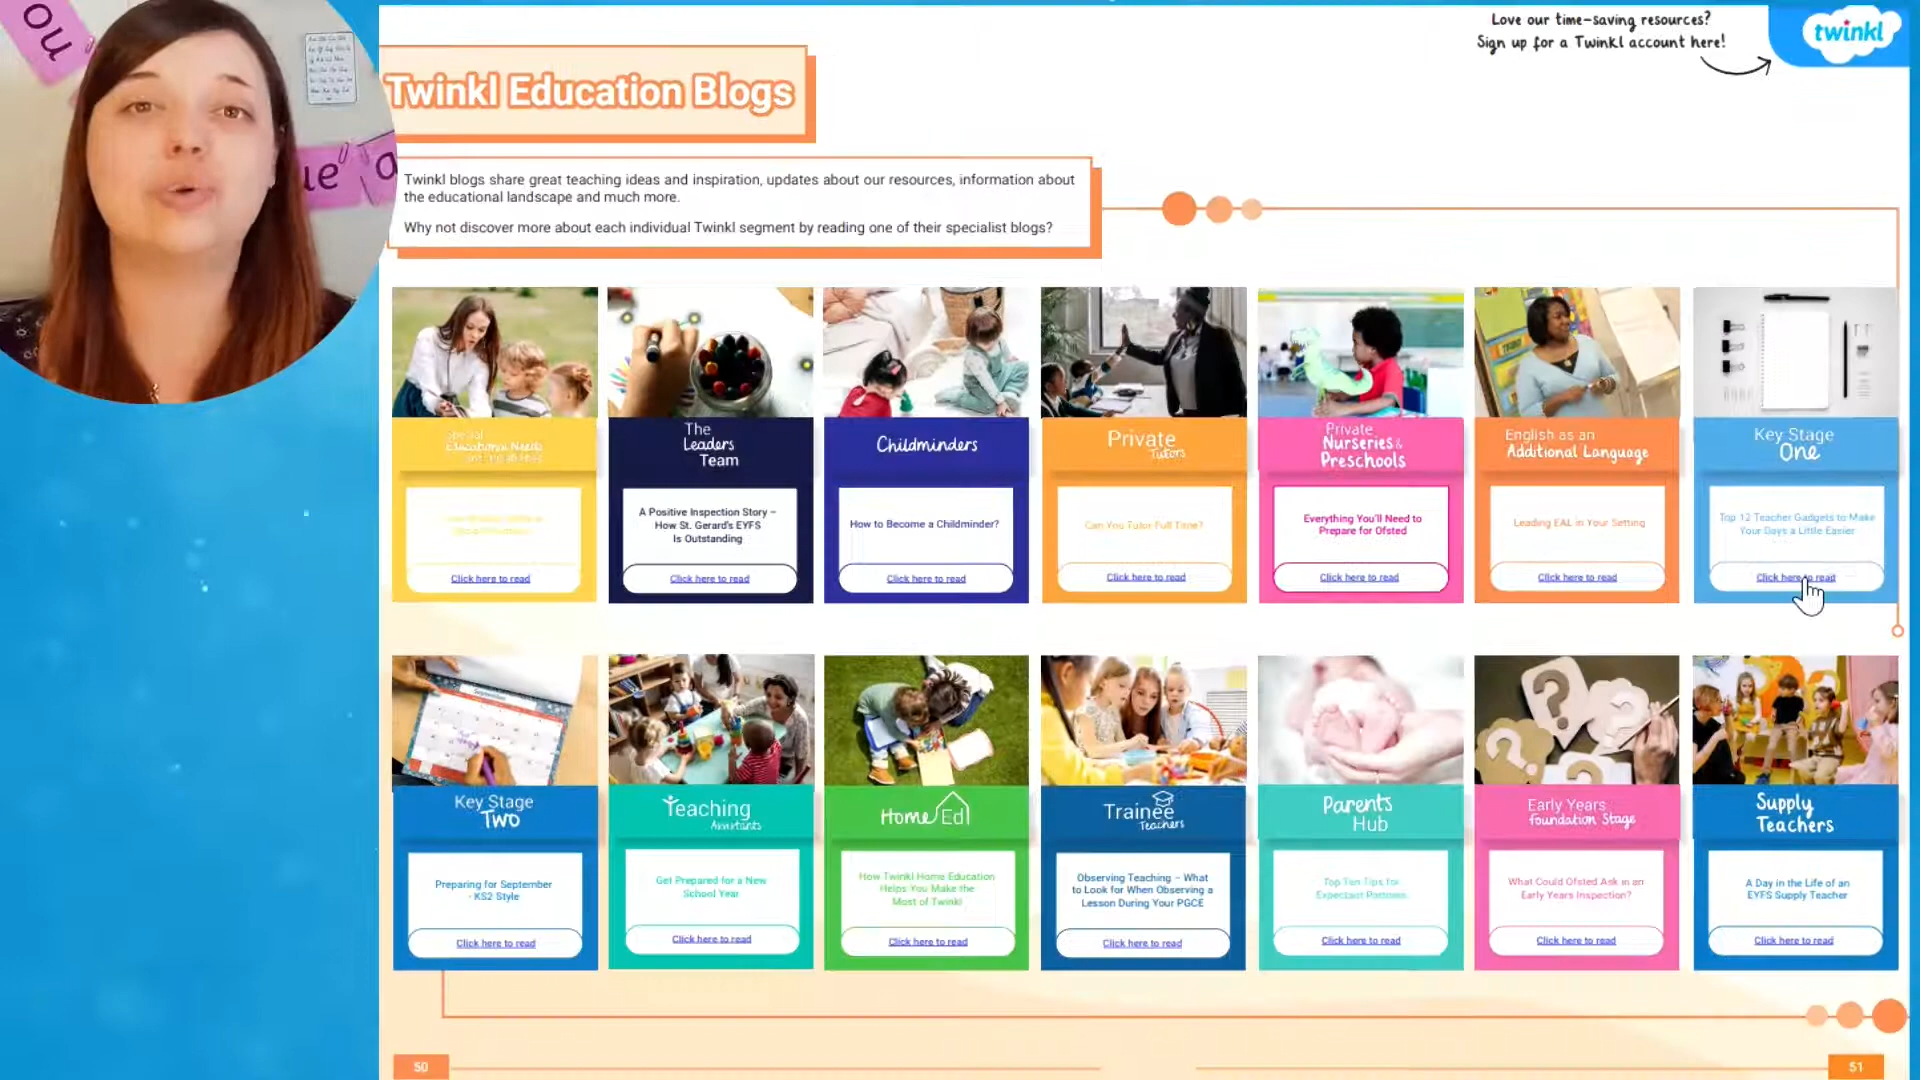 ou
ue
a
Love our time-saving resources?
Sign up for a Twinkl account here!
twinkl
Twinkl Education Blogs
Twinkl blogs share great teaching ideas and inspiration, updates about our resources, information about
the educational landscape and much more.
Why not discover more about each individual Twinkl segment by reading one of their specialist blogs?
Educational Needs
Click here to read
The
Leaders
Team
A Positive Inspection Story –
How St. Gerard's EYFS
Is Outstanding
Click here to read
Childminders
How to Become a Childminder?
Click here to read
Private
Tutors
Can You Tutor Full Time?
Click here to read
Private
Nurseries &
Preschools
Everything You'll Need to
Prepare for Ofsted
Click here to read
English as an
Additional Language
Leading EAL in Your Setting
Click here to read
Key Stage
One
Top 12 Teacher Gadgets to Make
Your Days a Little Easier
Click here to read
September
Key Stage
Two
Preparing for September
- KS2 Style
Click here to read
Teaching
Assistants
Get Prepared for a New
School Year
Click here to read
Home Ed
How Twinkl Home Education
Helps You Make the
Most of Twinkl
Click here to read
Trainee
Teachers
Observing Teaching – What
to Look for When Observing a
Lesson During Your PGCE
Click here to read
Parents
Hub
Top Ten Tips for
Expectant Partners
Click here to read
Early Years
Foundation Stage
What Could Ofsted Ask in an
Early Years Inspection?
Click here to read
Supply
Teachers
A Day in the Life of an
EYFS Supply Teacher
Click here to read
50
51